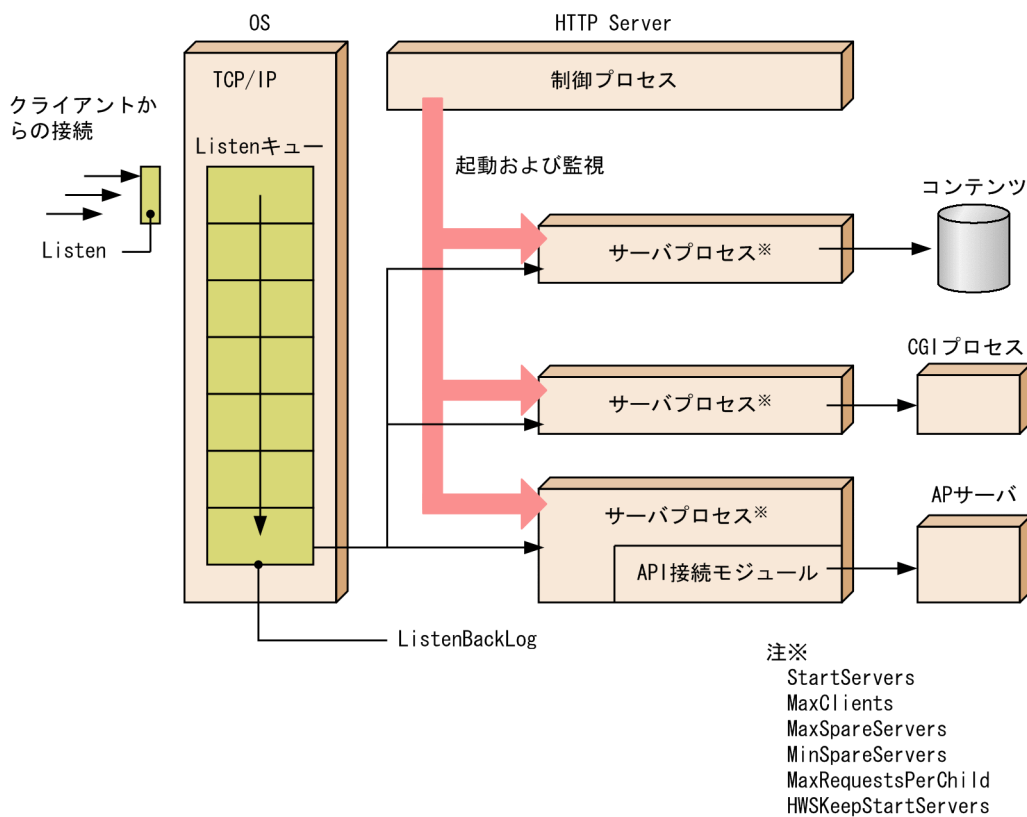 OS
HTTP Server
TCP/IP
制御プロセス
クライアントか
らの接続
Listenキュー
起動および監視
コンテンツ
Listen
サーバプロセス※
CGIプロセス
サーバプロセス※
APサーバ
サーバプロセス※
API接続モジュール
ListenBackLog
注※
StartServers
MaxClients
MaxSpareServers
MinSpareServers
MaxRequestsPerChild
HWSKeepStartServers